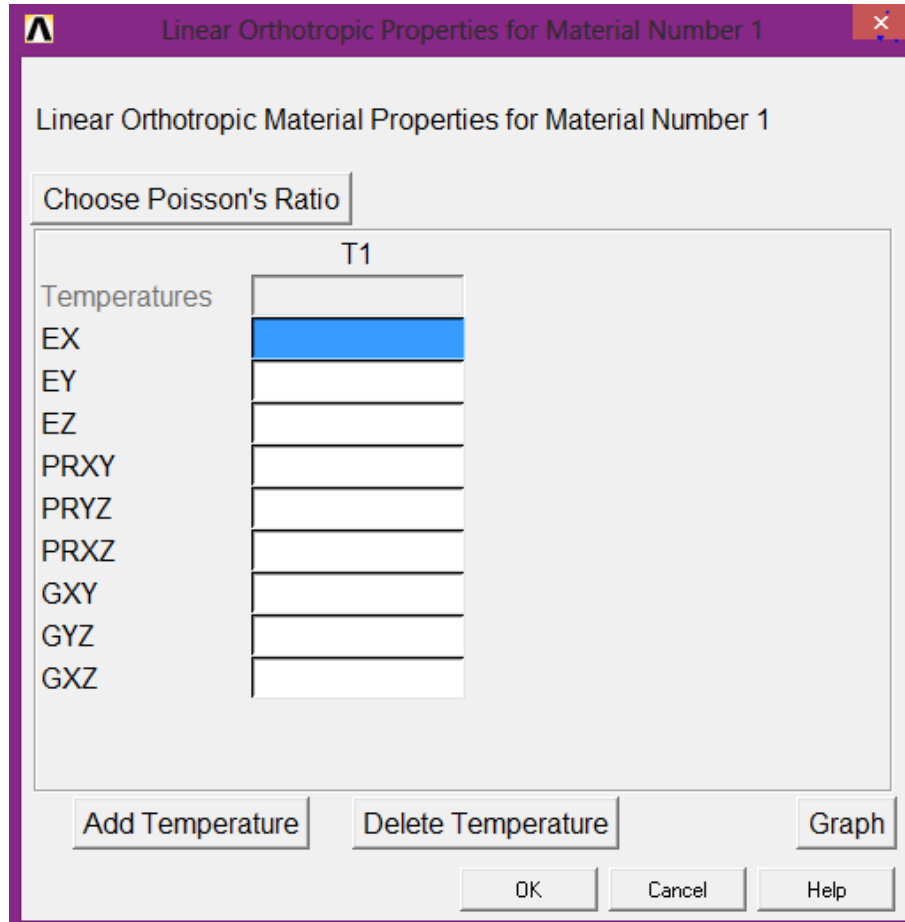 Linear Orthotropic Properties for Material Number 1
Linear Orthotropic Material Properties for Material Number 1
Choose Poisson's Ratio
T1
Temperatures
EX
EY
EZ
PRXY
PRYZ
PRXZ
GXY
GYZ
GXZ
Add Temperature Delete Temperature Graph
OK Cancel Help